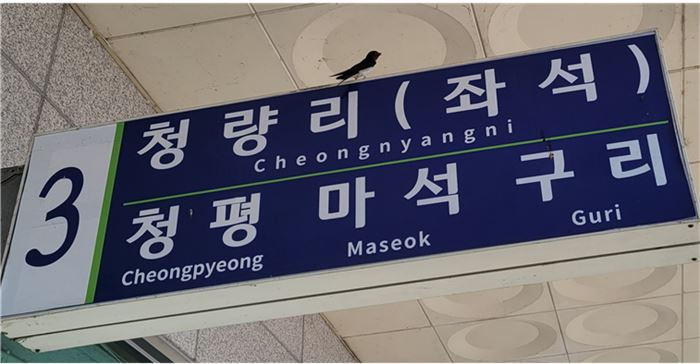 3
청량리(좌석)
Cheongnyangni
청평 마석 구리
Cheongpyeong Maseok Guri